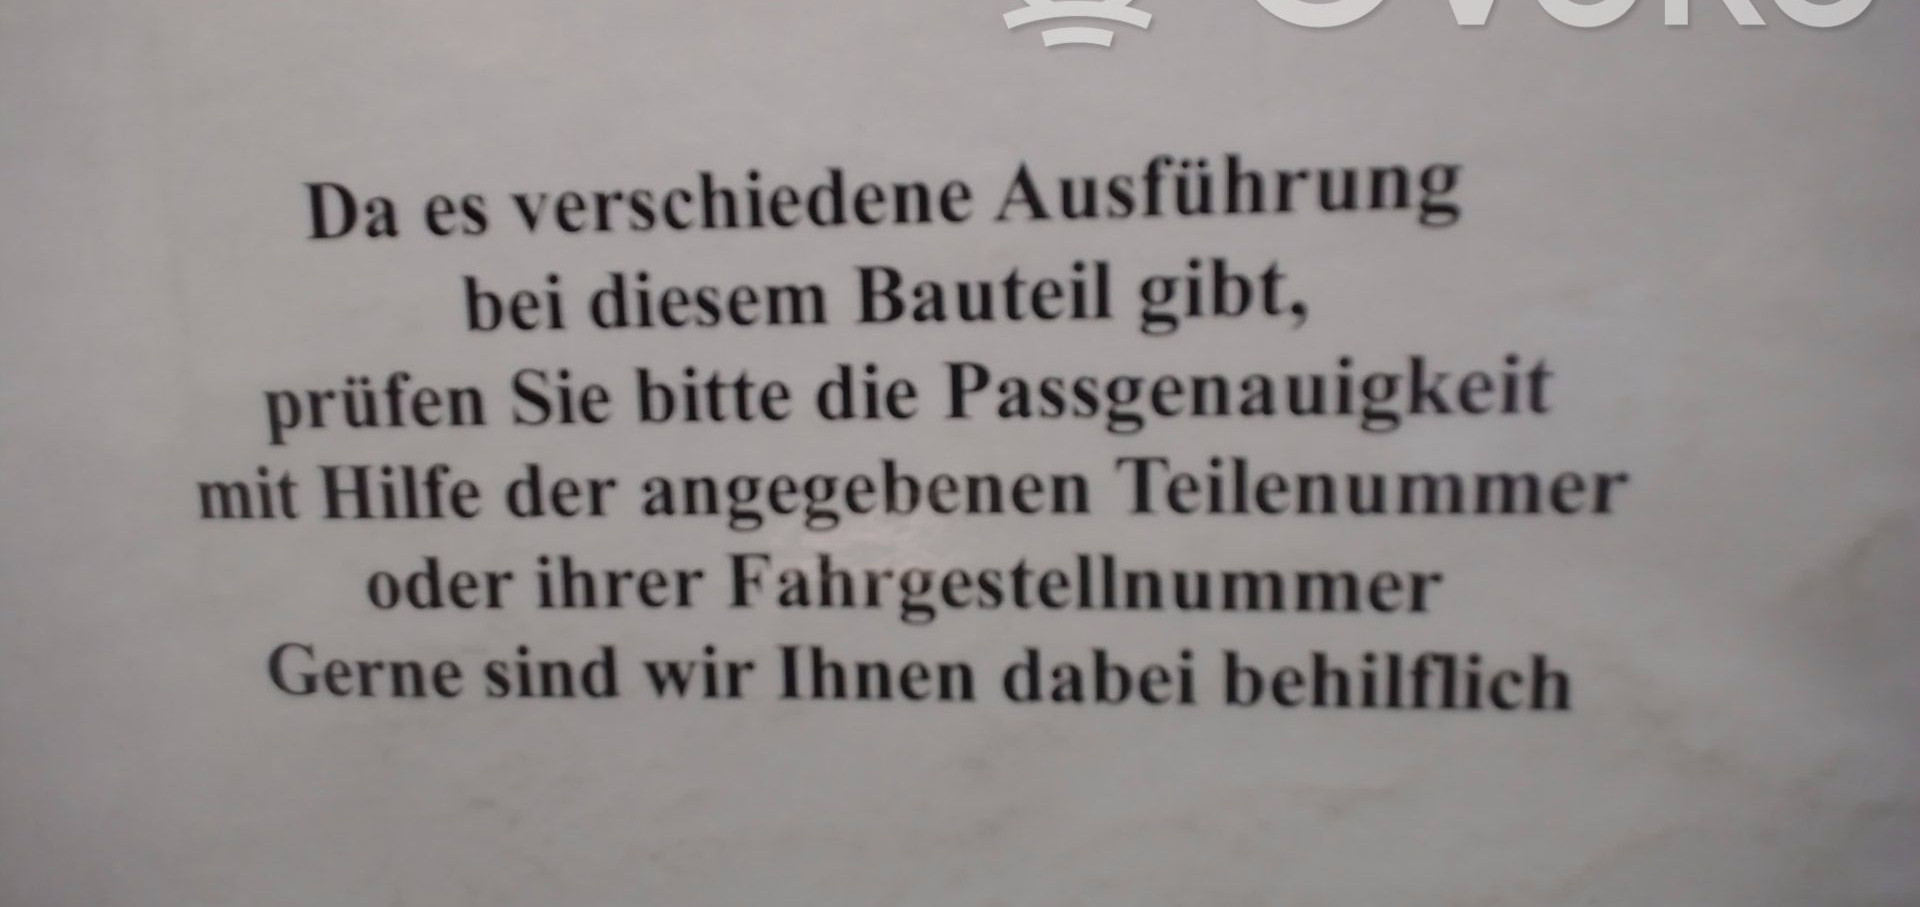 Da es verschiedene Ausführung
bei diesem Bauteil gibt,
prüfen Sie bitte die Passgenauigkeit
mit Hilfe der angegebenen Teilenummer
oder ihrer Fahrgestellnummer
Gerne sind wir Ihnen dabei behilflich